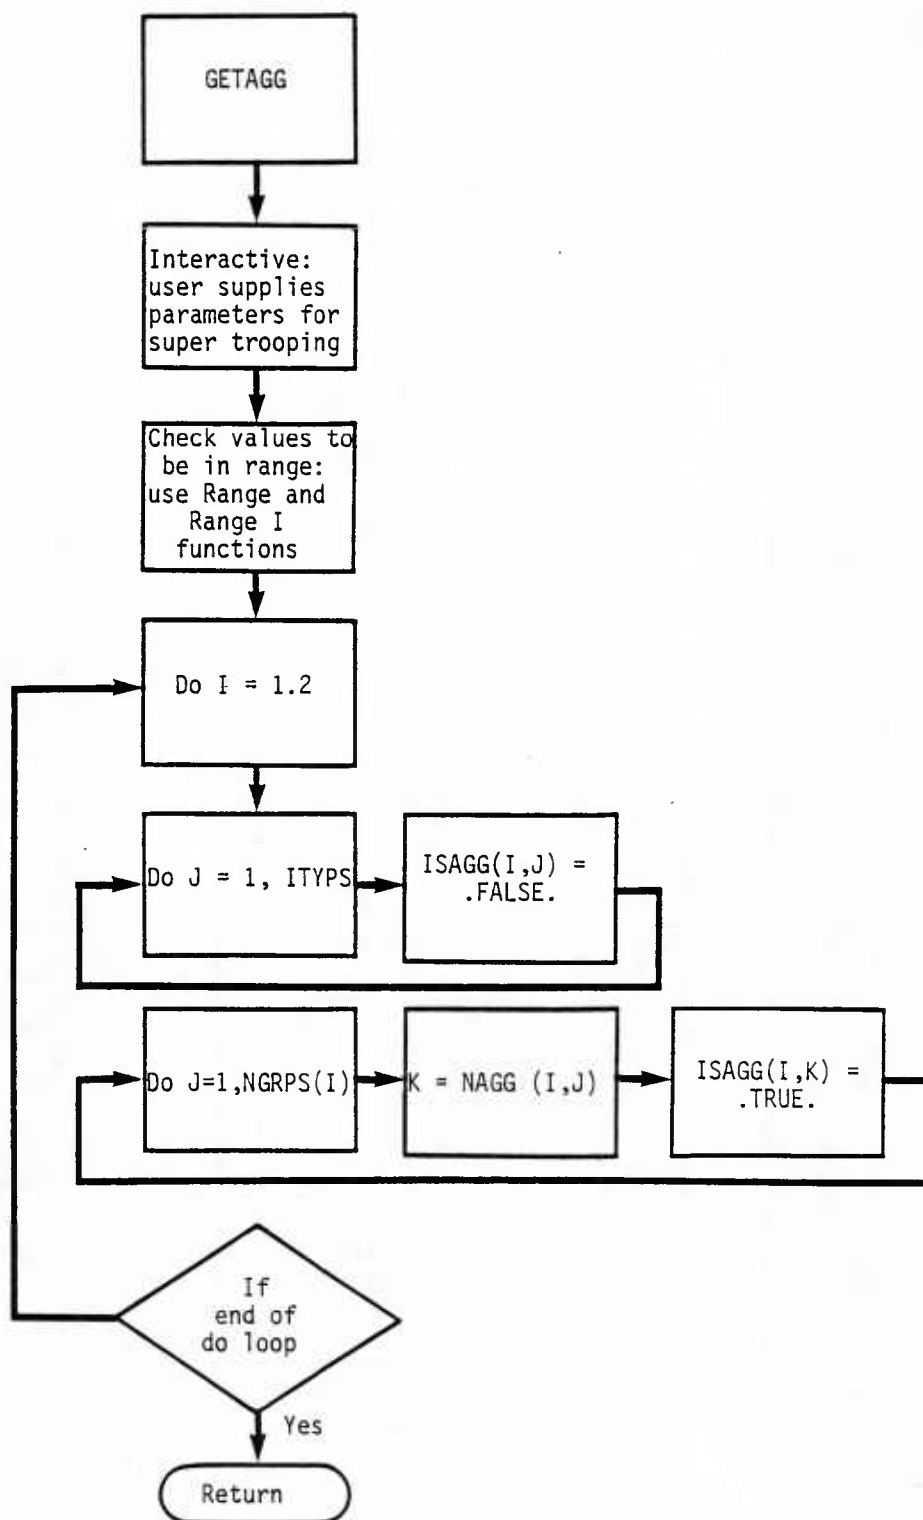 GETAGG
Interactive:
user supplies
parameters for
super trooping
Check values to
be in range:
use Range and
Range I
functions
Do I = 1.2
Do J = 1, ITYPS
ISAGG(I,J) =
.FALSE.
Do J=1,NGRPS(I)
K = NAGG (I,J)
ISAGG(I,K) =
.TRUE.
If
end of
do loop
Yes
Return